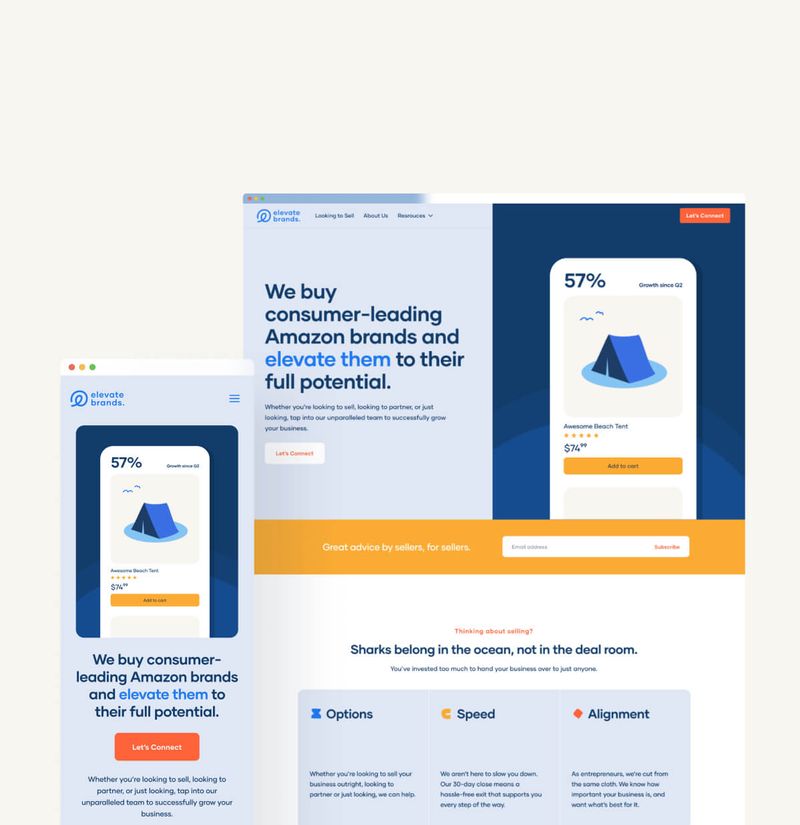 elevate
brands.
Looking to Sell
About Us
Resrouces
Let's Connect
We buy
consumer-leading
Amazon brands and
elevate them to their
full potential.
Whether you're looking to sell, looking to partner, or just
looking, tap into our unparalleled team to successfully grow
your business.
Let's Connect
57%
Growth since Q2
Awesome Beach Tent
$74⁹⁹
Add to cart
Great advice by sellers, for sellers.
Email address
Subscribe
Thinking about selling?
Sharks belong in the ocean, not in the deal room.
You've invested too much to hand your business over to just anyone.
Options
Whether you're looking to sell your
business outright, looking to
partner or just looking, we can help.
Speed
We aren't here to slow you down.
Our 30-day close means a
hassle-free exit that supports you
every step of the way.
Alignment
As entrepreneurs, we're cut from
the same cloth. We know how
important your business is, and
want what's best for it.
elevate
brands.
57%
Growth since Q2
Awesome Beach Tent
$74⁹⁹
Add to cart
We buy consumer-
leading Amazon brands
and elevate them to
their full potential.
Let's Connect
Whether you're looking to sell, looking to
partner, or just looking, tap into our
unparalleled team to successfully grow your
business.